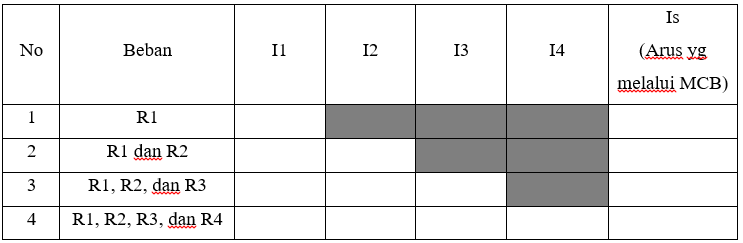 No Beban I1 I2 I3 I4 Is
(Arus yg
melalui MCB)
1 R1
2 R1 dan R2
3 R1, R2, dan R3
4 R1, R2, R3, dan R4